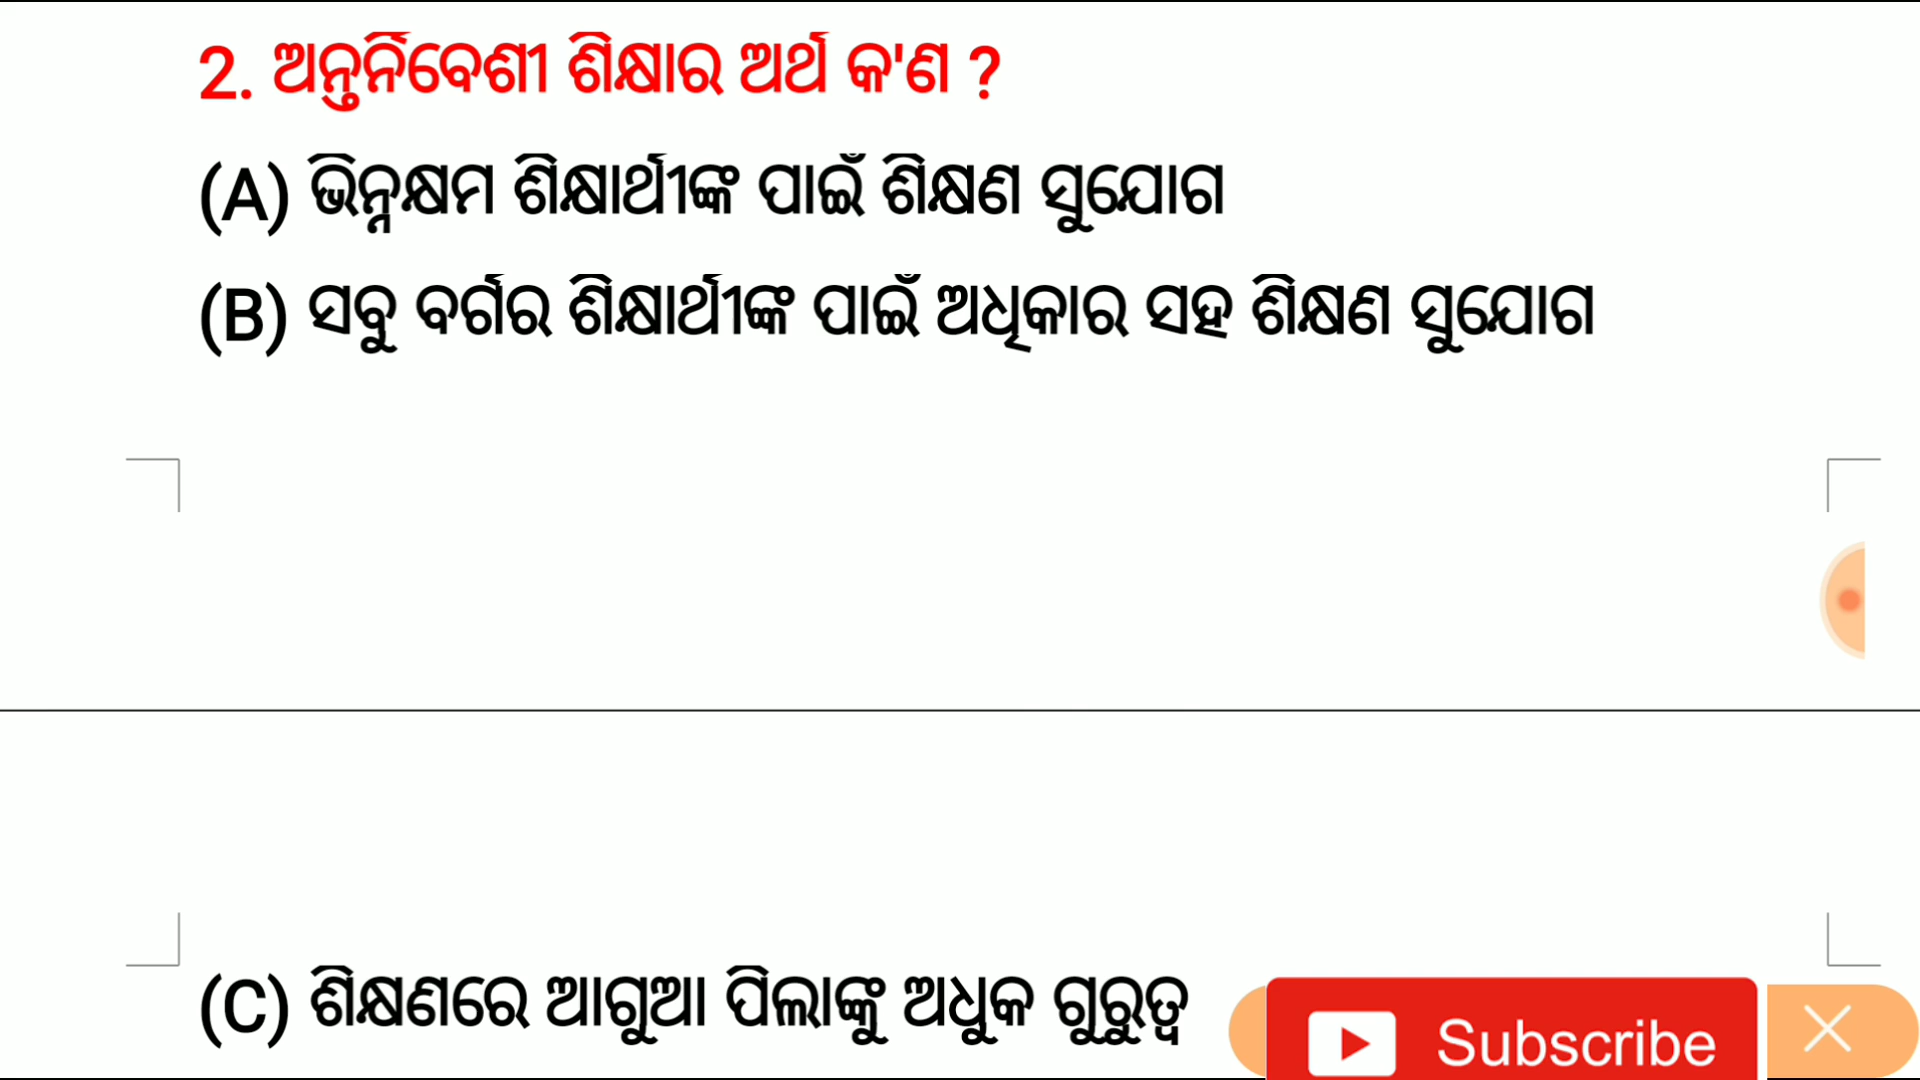 2. ଅନ୍ତର୍ନିବେଶୀ ଶିକ୍ଷାର ଅର୍ଥ କ'ଣ ?
(A) ଭିନ୍ନକ୍ଷମ ଶିକ୍ଷାର୍ଥୀଙ୍କ ପାଇଁ ଶିକ୍ଷଣ ସୁଯୋଗ
(B) ସବୁ ବର୍ଗର ଶିକ୍ଷାର୍ଥୀଙ୍କ ପାଇଁ ଅଧିକାର ସହ ଶିକ୍ଷଣ ସୁଯୋଗ
(C) ଶିକ୍ଷଣରେ ଆଗୁଆ ପିଲାଙ୍କୁ ଅଧୁକ ଗୁରୁତ୍ୱ
Subscribe